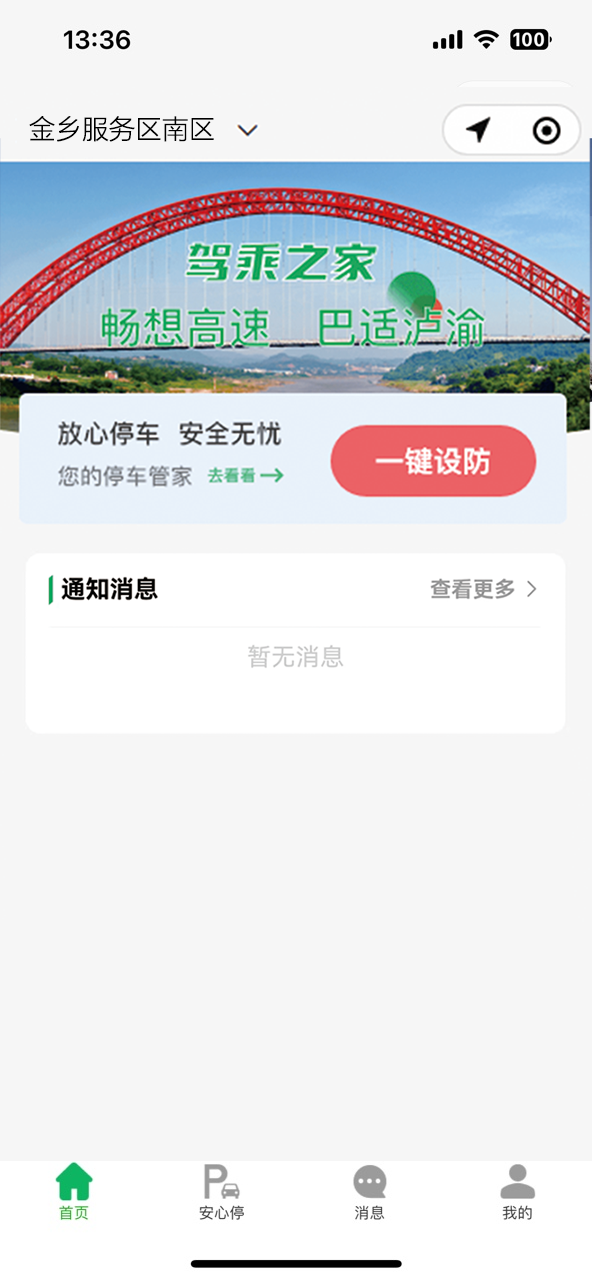 13:36
100
金乡服务区南区
驾乘之家
畅想高速 巴适泸渝
放心停车 安全无忧
您的停车管家 去看看
一键设防
通知消息
查看更多
暂无消息
首页
安心停
消息
我的